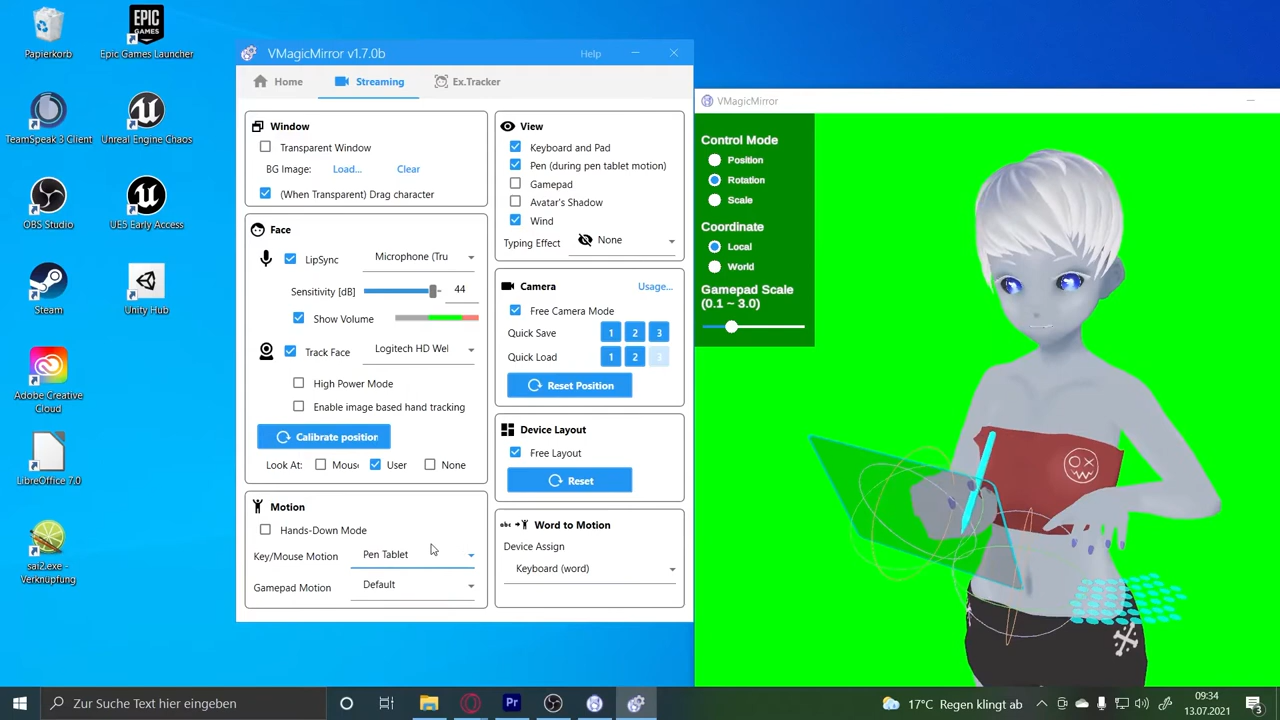 Papierkorb
EPIC
GAMES
Epic Games Launcher
TeamSpeak 3 Client
Unreal Engine Chaos
OBS Studio
UE5 Early Access
Steam
Unity Hub
Adobe Creative
Cloud
LibreOffice 7.0
sai2.exe -
Verknüpfung
VMagicMirror v1.7.0b
Help
Home
Streaming
Ex.Tracker
Window
Transparent Window
BG Image:
Load...
Clear
(When Transparent) Drag character
Face
LipSync
Microphone (Tru
Sensitivity [dB]
44
Show Volume
Track Face
Logitech HD Wel
High Power Mode
Enable image based hand tracking
Calibrate position
Look At:
Mous
User
None
Motion
Hands-Down Mode
Key/Mouse Motion
Pen Tablet
Gamepad Motion
Default
View
Keyboard and Pad
Pen (during pen tablet motion)
Gamepad
Avatar's Shadow
Wind
Typing Effect
None
Camera
Usage...
Free Camera Mode
Quick Save
1
2
3
Quick Load
1
2
3
Reset Position
Device Layout
Free Layout
Reset
abc
Word to Motion
Device Assign
Keyboard (word)
VMagicMirror
Control Mode
Position
Rotation
Scale
Coordinate
Local
World
Gamepad Scale
(0.1 ~ 3.0)
Zur Suche Text hier eingeben
Pr
17°C Regen klingt ab
09:34
13.07.2021
3